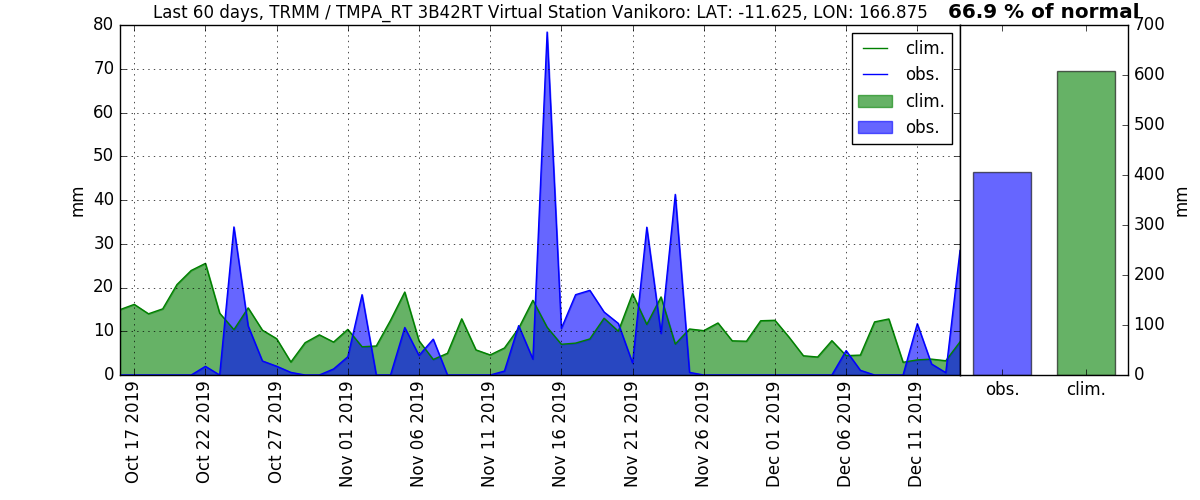 Last 60 days, TRMM / TMPA_RT 3B42RT Virtual Station Vanikoro: LAT: -11.625, LON: 166.875
66.9 % of normal
80
70
60
50
40
30
20
10
0
mm
clim.
obs.
clim.
obs.
700
600
500
400
300
200
100
0
mm
Oct 17 2019
Oct 22 2019
Oct 27 2019
Nov 01 2019
Nov 06 2019
Nov 11 2019
Nov 16 2019
Nov 21 2019
Nov 26 2019
Dec 01 2019
Dec 06 2019
Dec 11 2019
obs.
clim.